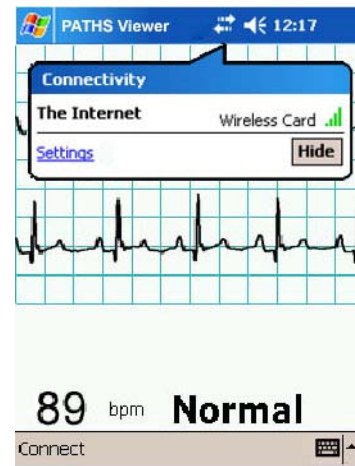 PATHS Viewer 12:17
Connectivity
The Internet Wireless Card
Settings Hide
89 bpm Normal
Connect